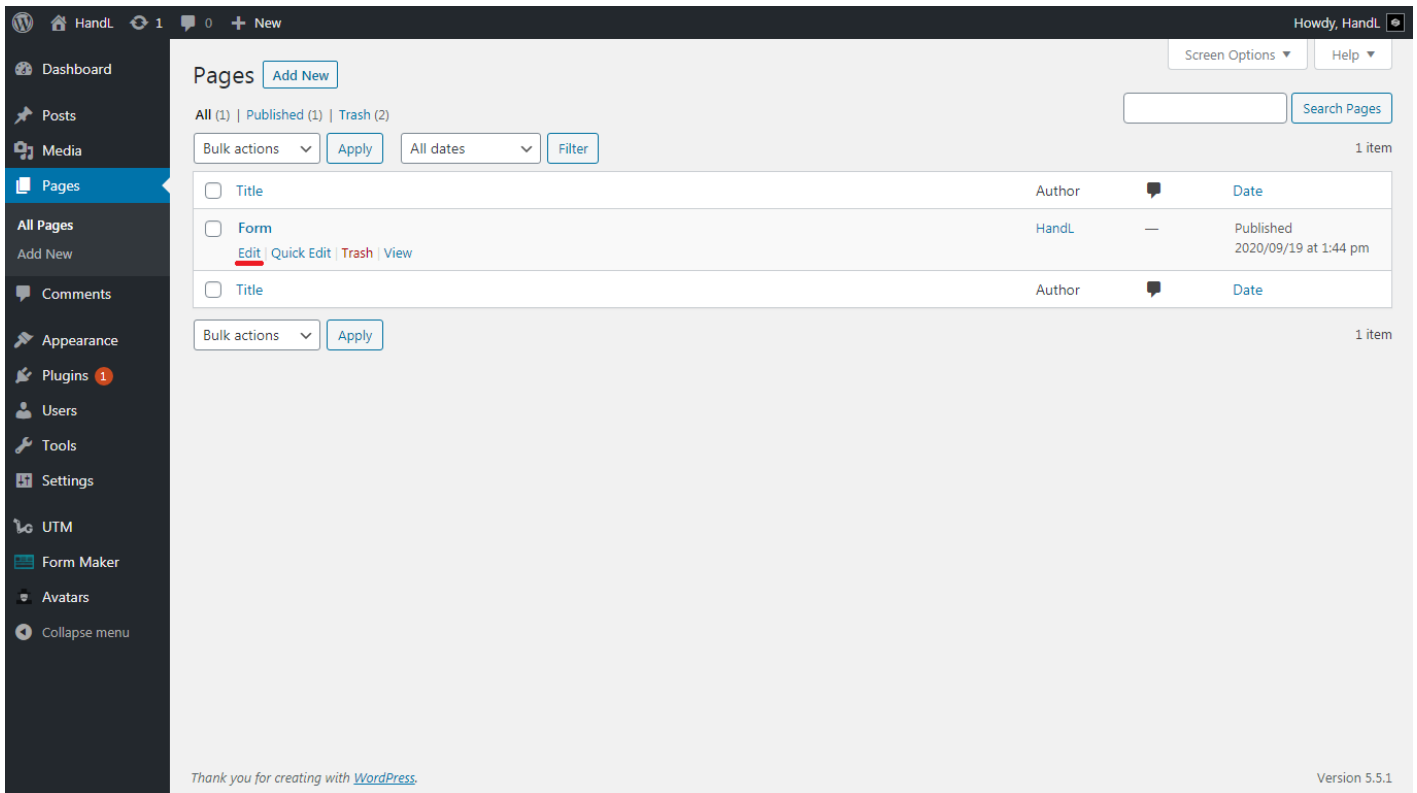 HandL 1 0 New Howdy, HandL
Screen Options Help
Dashboard
Posts
Media
Pages
All Pages
Add New
Comments
Appearance
Plugins 1
Users
Tools
Settings
UTM
Form Maker
Avatars
Collapse menu
Pages Add New
All (1) | Published (1) | Trash (2)
Search Pages
Bulk actions Apply All dates Filter 1 item
Title Author Date
Form HandL — Published
Edit | Quick Edit | Trash | View 2020/09/19 at 1:44 pm
Title Author Date
Bulk actions Apply 1 item
Thank you for creating with WordPress. Version 5.5.1